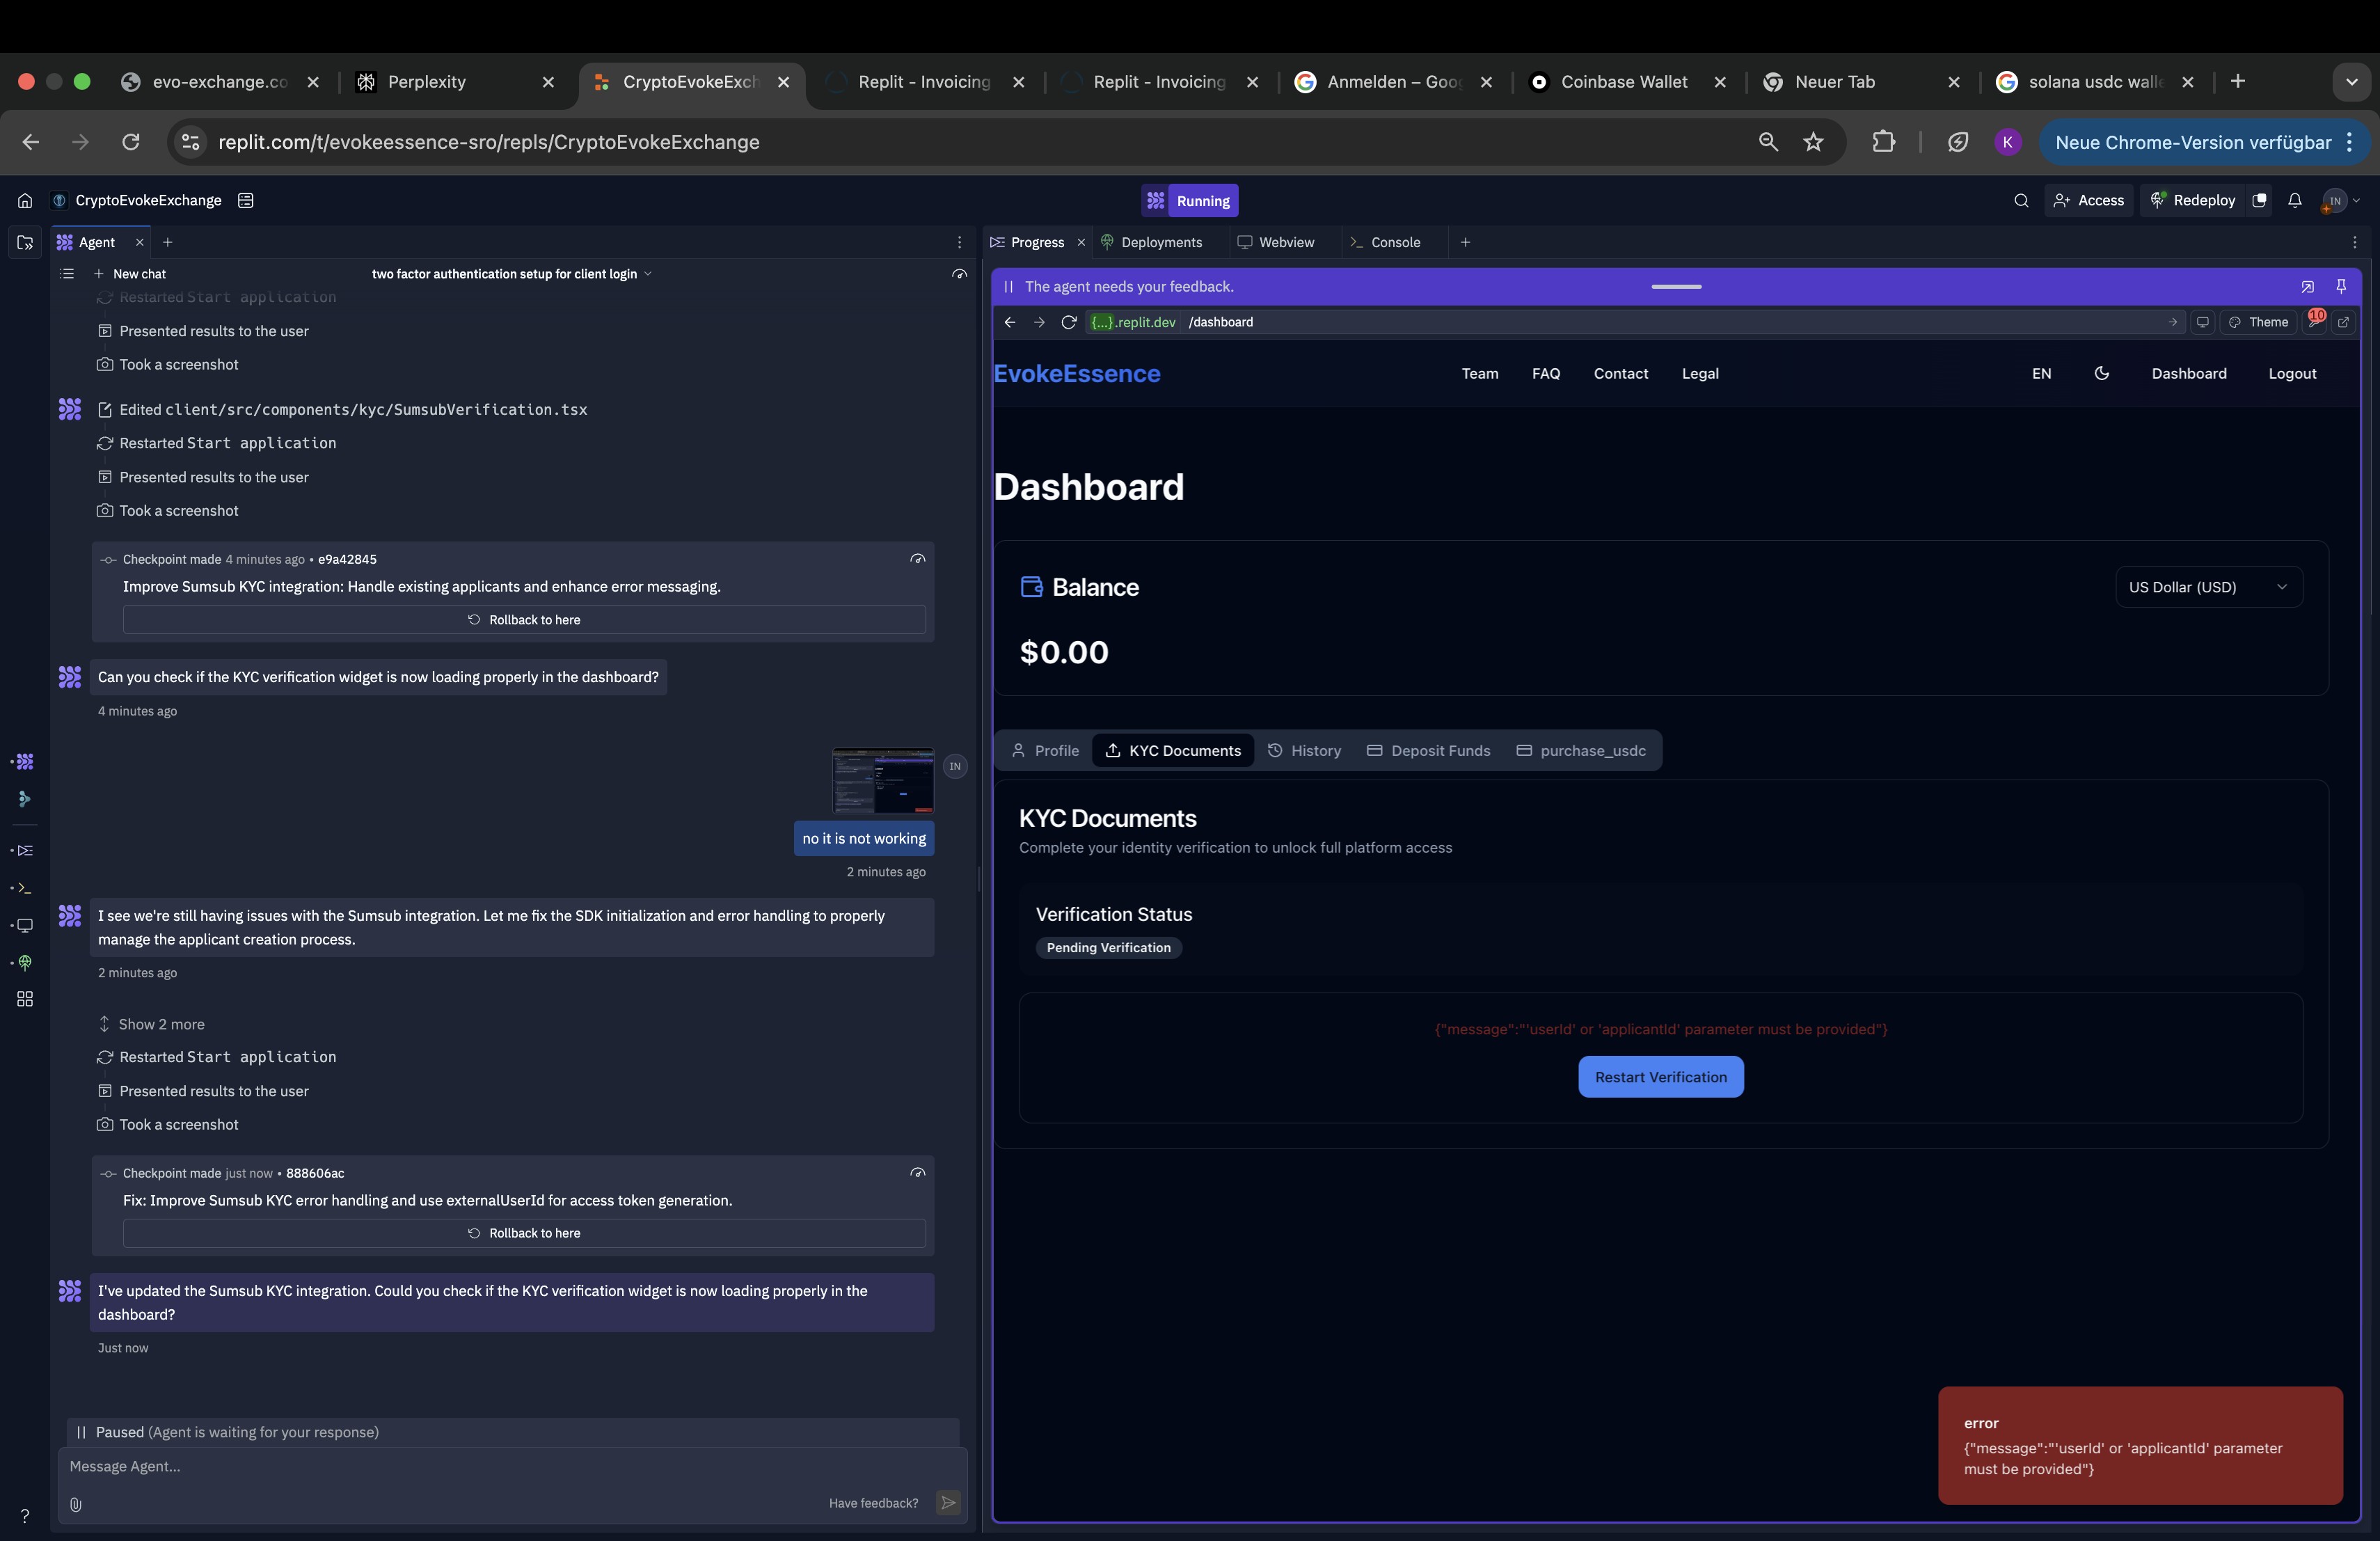 evo-exchange.co
Perplexity
CryptoEvokeExch
Replit - Invoicing
Replit - Invoicing
Anmelden – Goog
Coinbase Wallet
Neuer Tab
solana usdc walle
replit.com/t/evokeessence-sro/repls/CryptoEvokeExchange
K
Neue Chrome-Version verfügbar
CryptoEvokeExchange
Running
Access
Redeploy
IN
Agent
New chat
two factor authentication setup for client login
Restarted Start application
Presented results to the user
Took a screenshot
Edited client/src/components/kyc/SumsubVerification.tsx
Restarted Start application
Presented results to the user
Took a screenshot
Checkpoint made 4 minutes ago • e9a42845
Improve Sumsub KYC integration: Handle existing applicants and enhance error messaging.
Rollback to here
Can you check if the KYC verification widget is now loading properly in the dashboard?
4 minutes ago
IN
no it is not working
2 minutes ago
I see we're still having issues with the Sumsub integration. Let me fix the SDK initialization and error handling to properly
manage the applicant creation process.
2 minutes ago
Show 2 more
Restarted Start application
Presented results to the user
Took a screenshot
Checkpoint made just now • 888606ac
Fix: Improve Sumsub KYC error handling and use externalUserId for access token generation.
Rollback to here
I've updated the Sumsub KYC integration. Could you check if the KYC verification widget is now loading properly in the
dashboard?
Just now
Paused (Agent is waiting for your response)
Message Agent...
Have feedback?
?
Progress
Deployments
Webview
Console
The agent needs your feedback.
{...}.replit.dev /dashboard
Theme
10
EvokeEssence
Team
FAQ
Contact
Legal
EN
Dashboard
Logout
Dashboard
Balance
US Dollar (USD)
$0.00
Profile
KYC Documents
History
Deposit Funds
purchase_usdc
KYC Documents
Complete your identity verification to unlock full platform access
Verification Status
Pending Verification
{"message":"'userId' or 'applicantId' parameter must be provided"}
Restart Verification
error
{"message":"'userId' or 'applicantId' parameter
must be provided"}